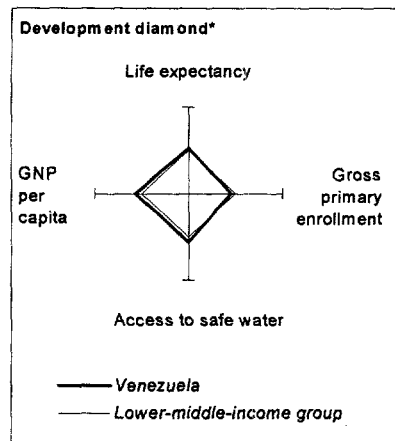 Development diamond*
Life expectancy
GNP
per
capita
Gross
primary
enrollment
Access to safe water
Venezuela
Lower-middle-income group